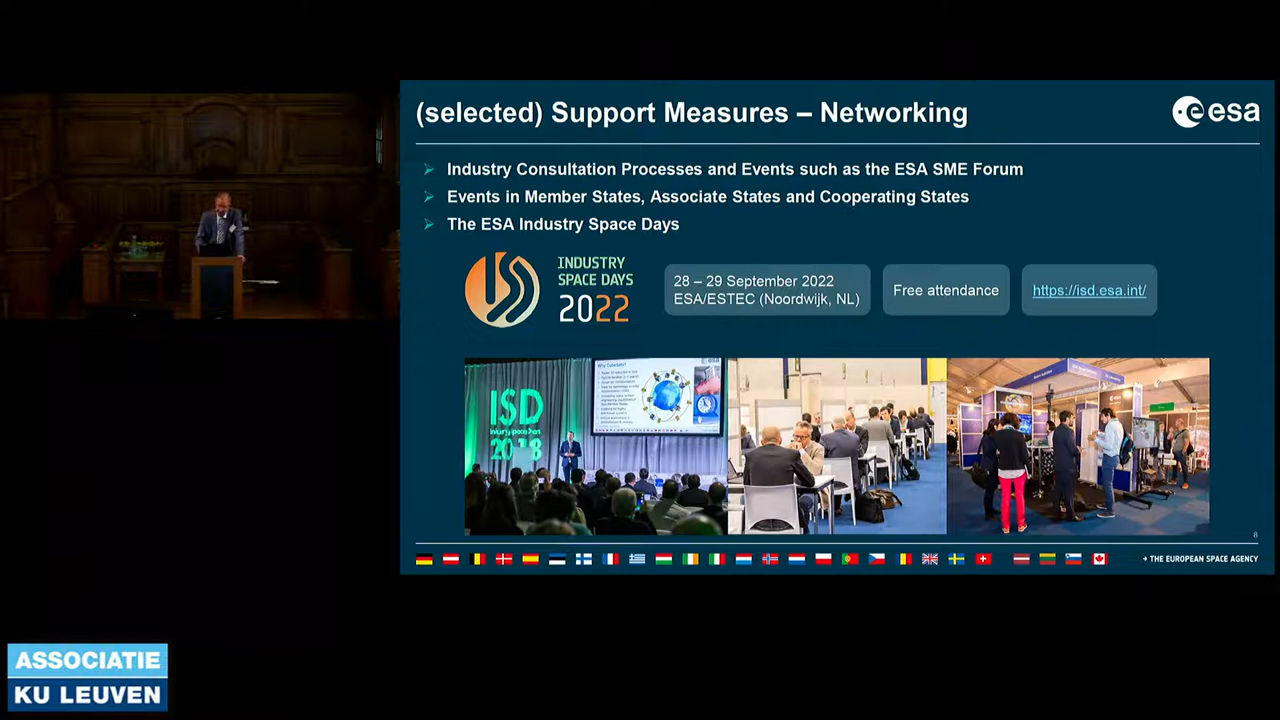 (selected) Support Measures – Networking
esa
Industry Consultation Processes and Events such as the ESA SME Forum
Events in Member States, Associate States and Cooperating States
The ESA Industry Space Days
INDUSTRY
SPACE DAYS
2022
28 – 29 September 2022
ESA/ESTEC (Noordwijk, NL)
Free attendance
https://isd.esa.int/
ISD
2018
8
→ THE EUROPEAN SPACE AGENCY
ASSOCIATIE
KU LEUVEN